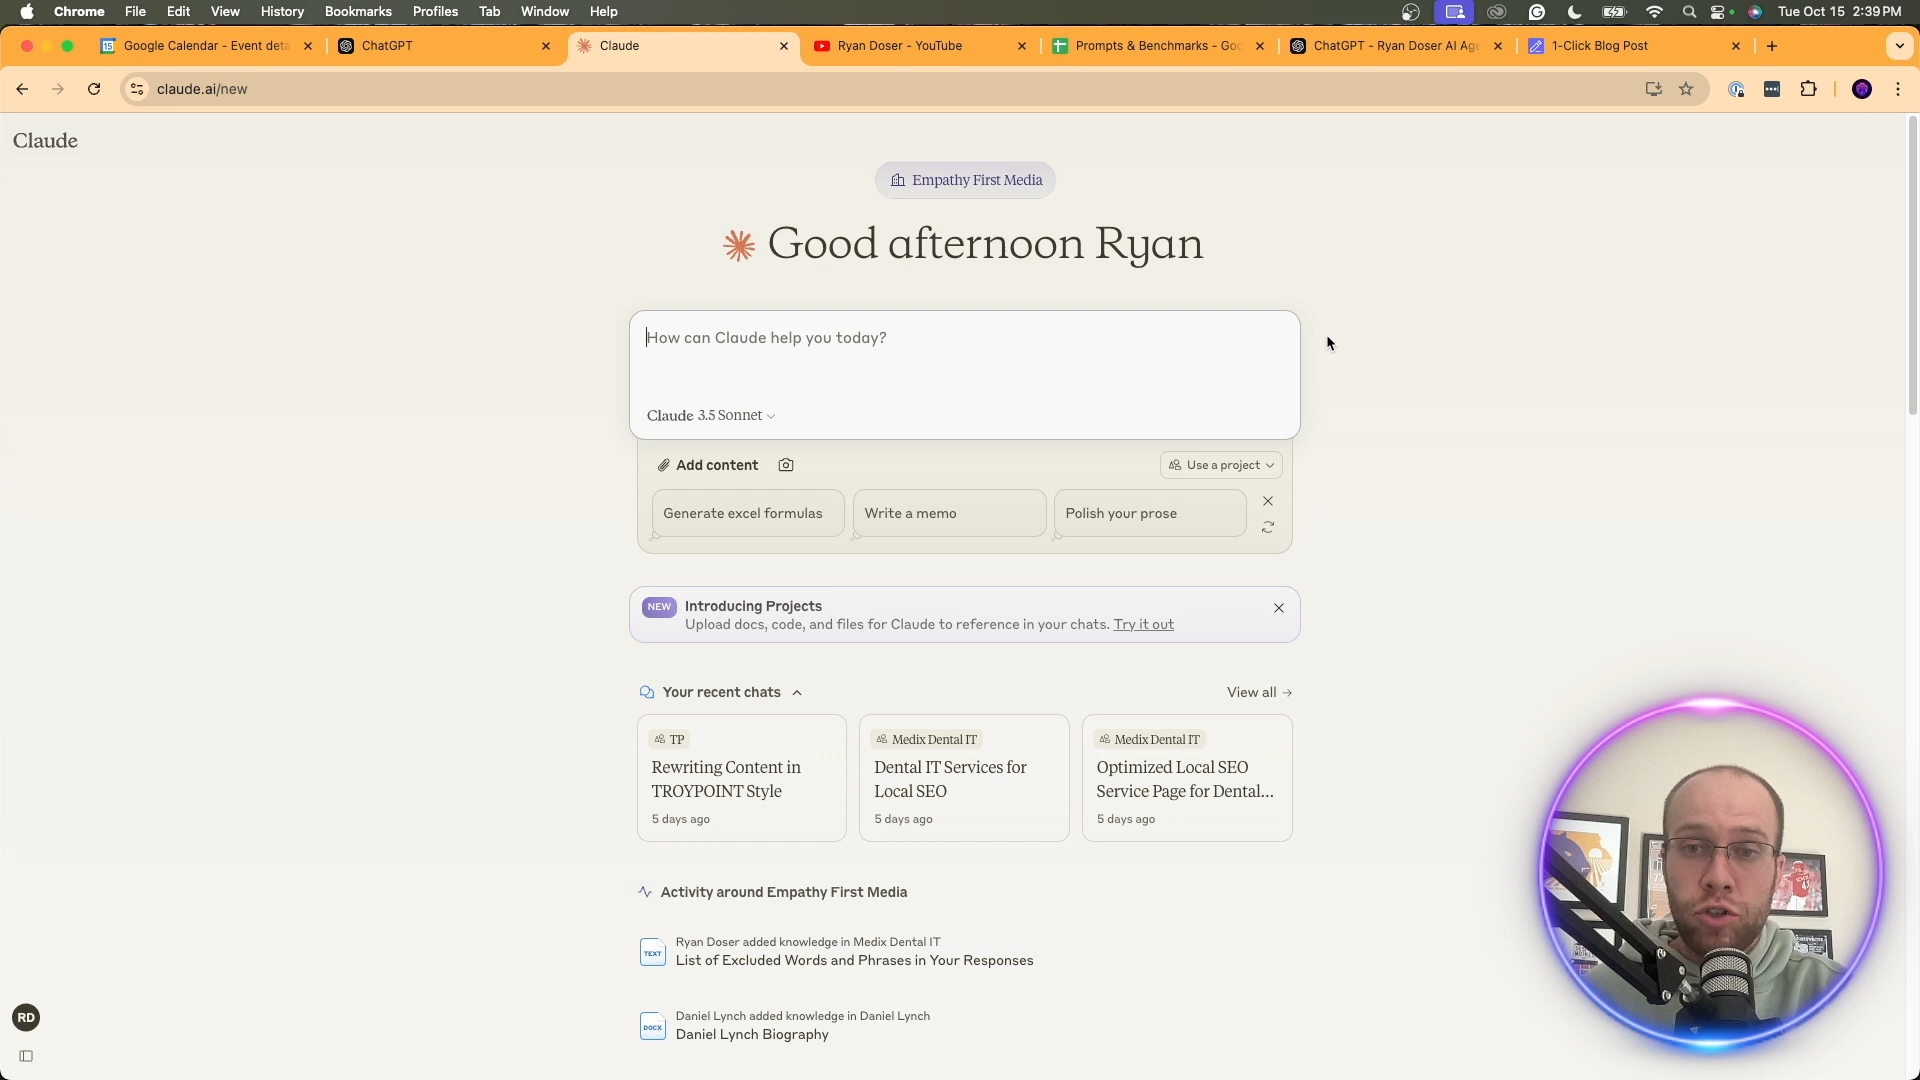 Chrome File Edit View History Bookmarks Profiles Tab Window Help
Tue Oct 15 2:39 PM
15 Google Calendar - Event deta
ChatGPT
Claude
Ryan Doser - YouTube
Prompts & Benchmarks - Goo
ChatGPT - Ryan Doser AI Age
1-Click Blog Post
claude.ai/new
Claude
Empathy First Media
Good afternoon Ryan
How can Claude help you today?
Claude 3.5 Sonnet
Add content
Use a project
Generate excel formulas
Write a memo
Polish your prose
NEW Introducing Projects
Upload docs, code, and files for Claude to reference in your chats. Try it out
Your recent chats
View all →
TP
Rewriting Content in
TROYPOINT Style
5 days ago
Medix Dental IT
Dental IT Services for
Local SEO
5 days ago
Medix Dental IT
Optimized Local SEO
Service Page for Dental...
5 days ago
Activity around Empathy First Media
TEXT
Ryan Doser added knowledge in Medix Dental IT
List of Excluded Words and Phrases in Your Responses
DOCX
Daniel Lynch added knowledge in Daniel Lynch
Daniel Lynch Biography
RD